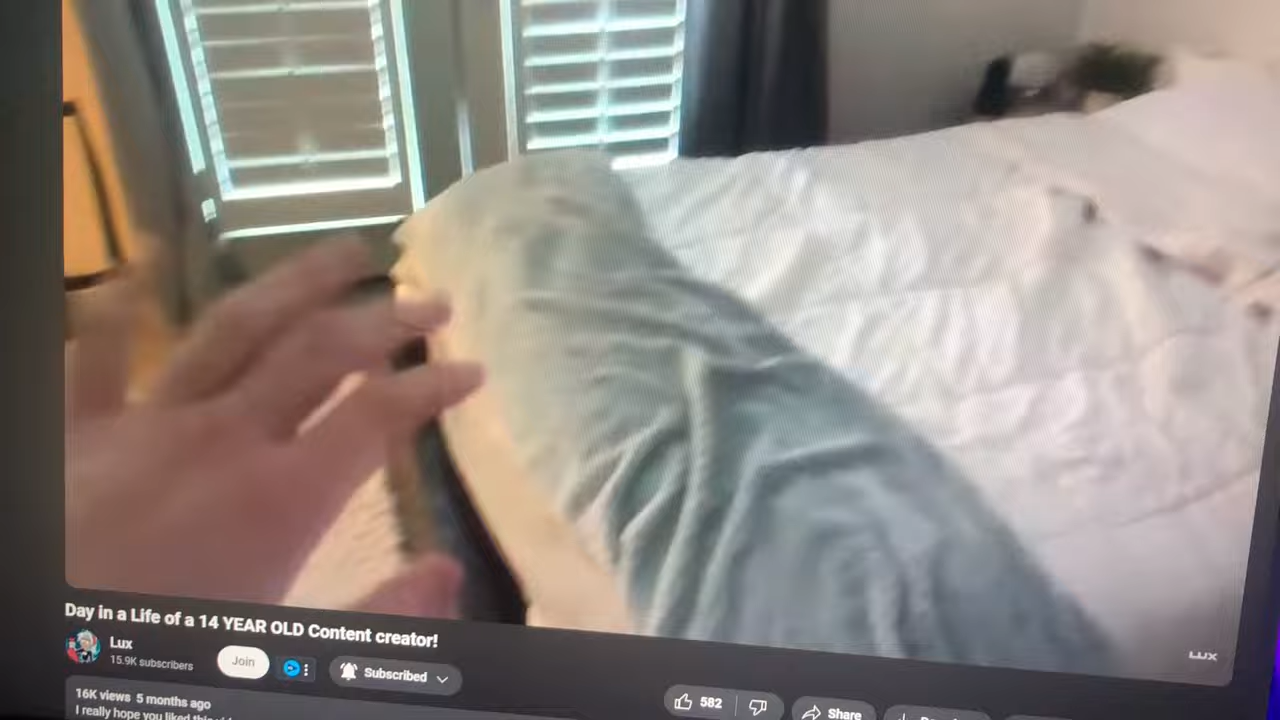 LUX
Day in a Life of a 14 YEAR OLD Content creator!
Lux
15.9K subscribers
Join
Subscribed
582
Share
16K views 5 months ago
I really hope you liked this